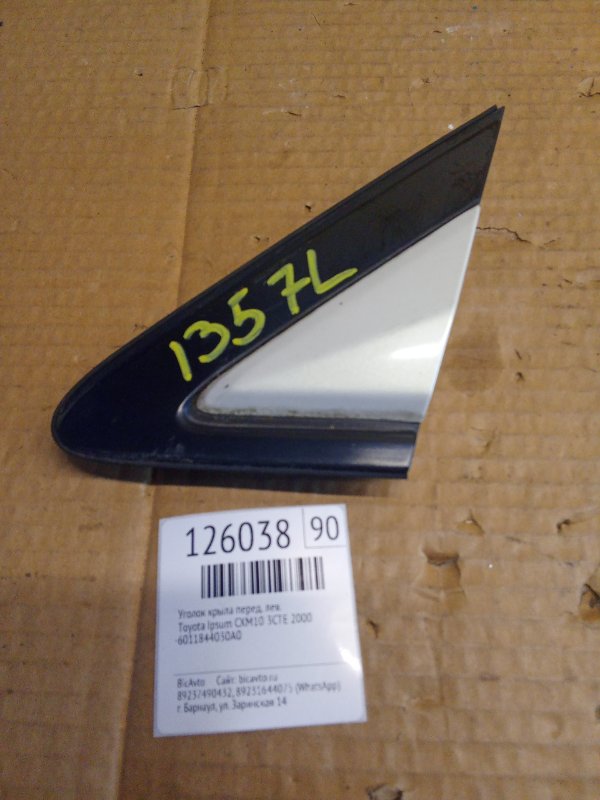 1357L
126038 90
Уголок крыла перед. лев.
Toyota Ipsum CXM10 3CTE 2000
6011844030A0
BicAvto Сайт: bicavto.ru
89237490432, 89231644075 (WhatsApp)
г. Барнаул, ул. Заринская 14